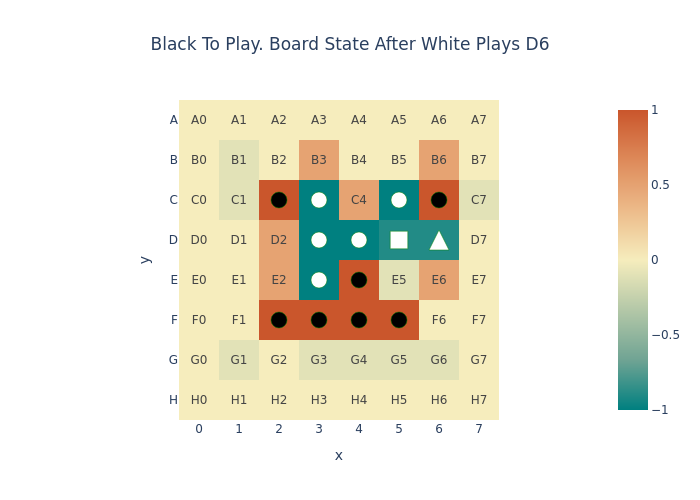 Black To Play. Board State After White Plays D6
A A0 A1 A2 A3 A4 A5 A6 A7
B B0 B1 B2 B3 B4 B5 B6 B7
C C0 C1 C4 C7
D D0 D1 D2 D7
E E0 E1 E2 E5 E6 E7
F F0 F1 F6 F7
G G0 G1 G2 G3 G4 G5 G6 G7
H H0 H1 H2 H3 H4 H5 H6 H7
0 1 2 3 4 5 6 7
x
y
1
0.5
0
−0.5
−1